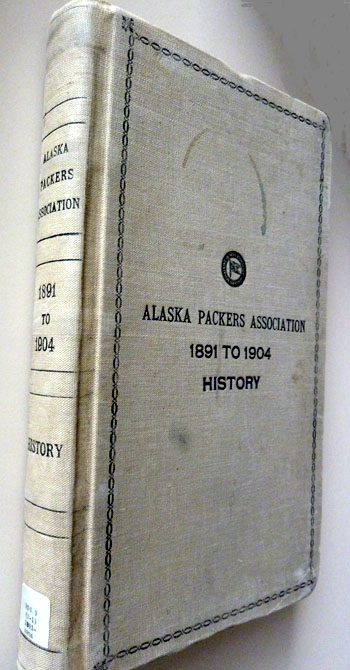 ALASKA
PACKERS
ASSOCIATION
1891
TO
1904
HISTORY
ALASKA PACKERS ASSOCIATION
1891 TO 1904
HISTORY